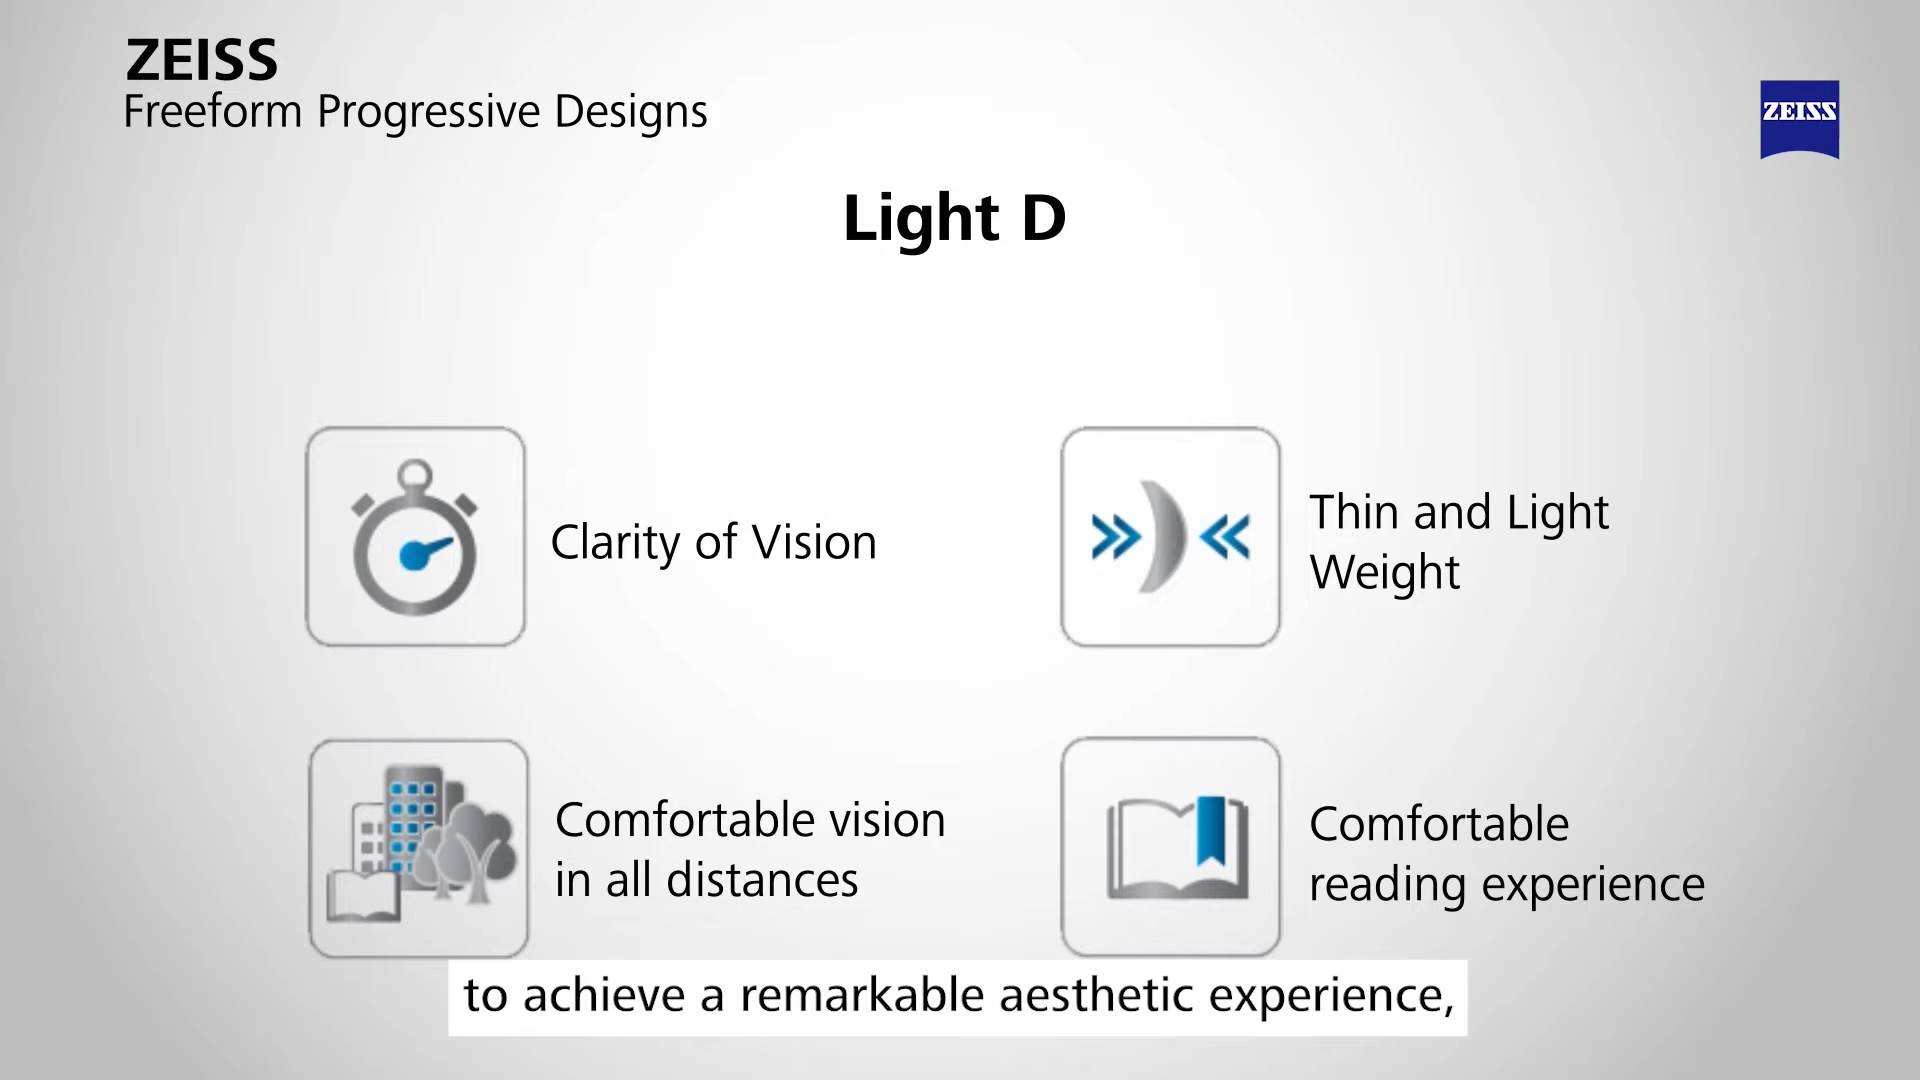 ZEISS
Freeform Progressive Designs
ZEISS
Light D
Clarity of Vision
Thin and Light
Weight
Comfortable vision
in all distances
Comfortable
reading experience
to achieve a remarkable aesthetic experience,